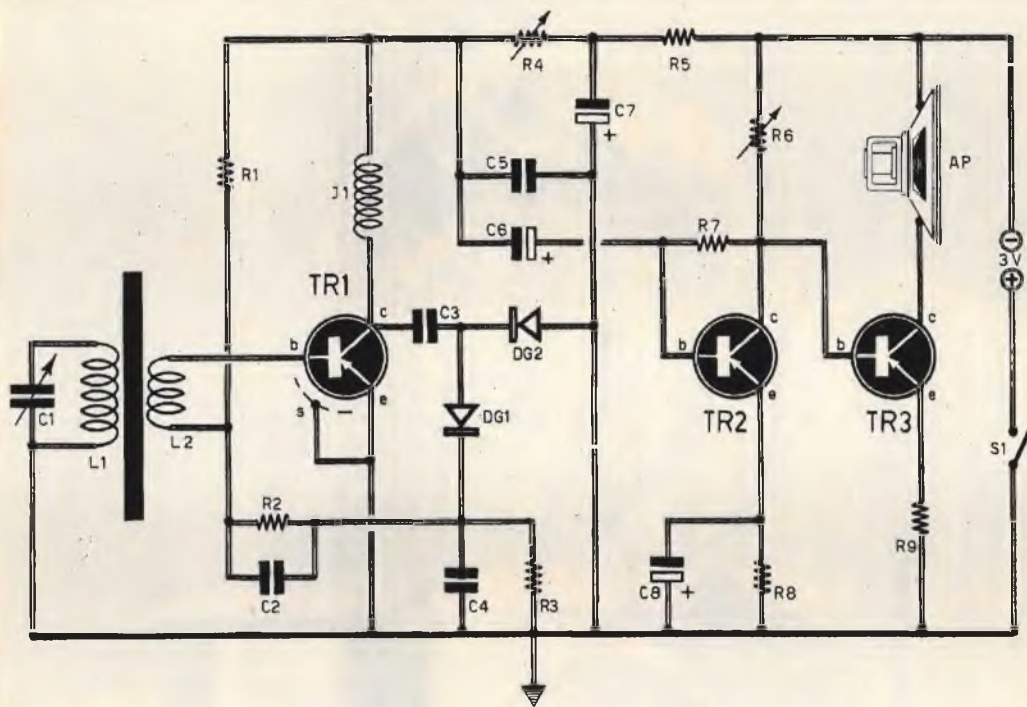 R4
R5
C7
+
R6
AP
R1
J1
C5
C6
+
R7
3V
TR1
c
C3
b
e
s
DG2
b
c
e
TR2
b
c
e
TR3
C1
L1
L2
DG1
S1
R2
C2
C4
R3
C8
+
R8
R9